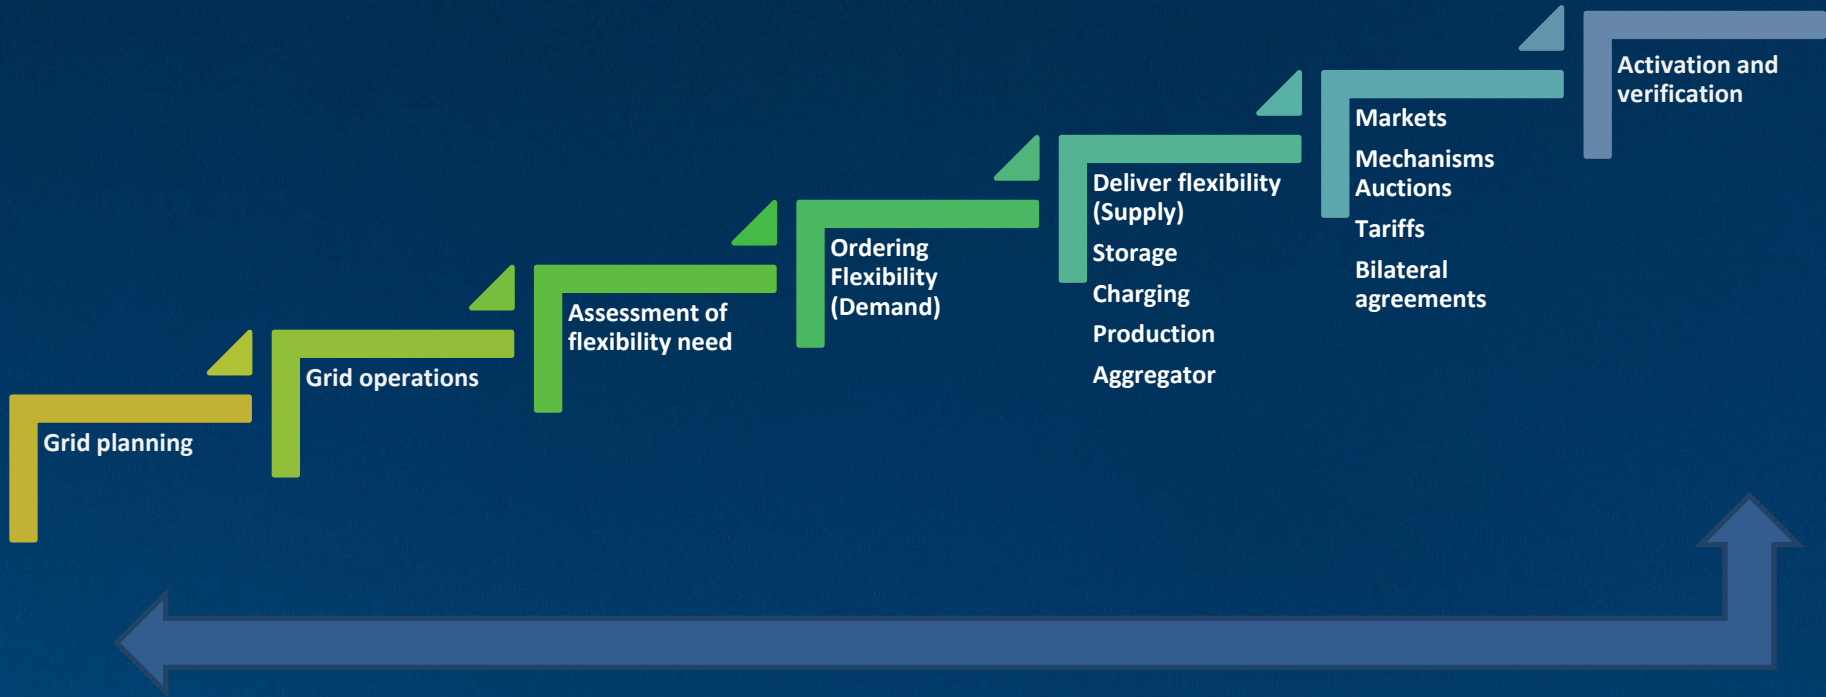 Grid planning
Grid operations
Assessment of
flexibility need
Ordering
Flexibility
(Demand)
Deliver flexibility
(Supply)
Storage
Charging
Production
Aggregator
Markets
Mechanisms
Auctions
Tariffs
Bilateral
agreements
Activation and
verification